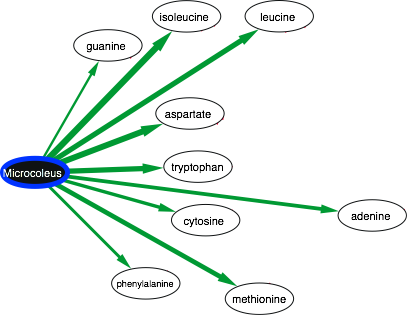 isoleucine
leucine
guanine
aspartate
tryptophan
Microcoleus
cytosine
adenine
phenylalanine
methionine